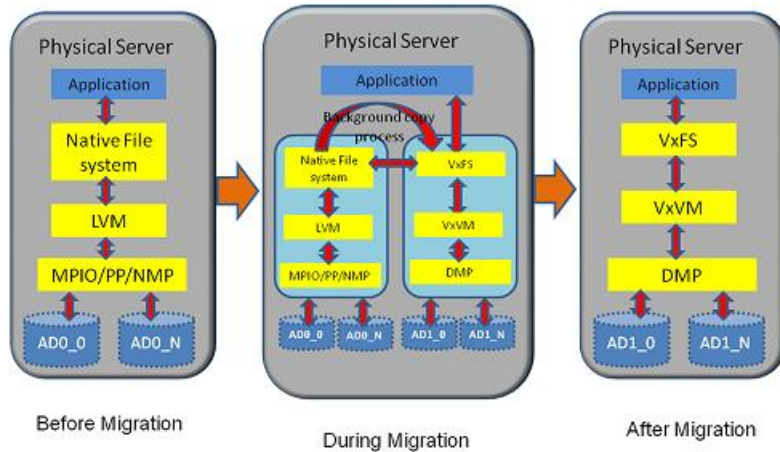 Physical Server
Application
Native File
system
LVM
MPIO/PP/NMP
AD0_0
AD0_N
Before Migration
Physical Server
Application
Background copy
process
Native File
system
LVM
MPIO/PP/NMP
VxFS
VxVM
DMP
AD0_0
AD0_N
AD1_0
AD1_N
During Migration
Physical Server
Application
VxFS
VxVM
DMP
AD1_0
AD1_N
After Migration